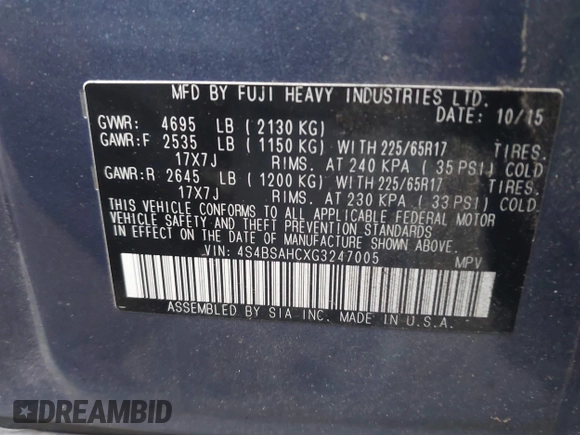 MFD BY FUJI HEAVY INDUSTRIES LTD.
DATE: 10/15
GVWR: 4695 LB ( 2130 KG)
GAWR:F 2535 LB ( 1150 KG) WITH 225/65R17 TIRES.
17X7J RIMS. AT 240 KPA ( 35 PSI) COLD
GAWR:R 2645 LB ( 1200 KG) WITH 225/65R17 TIRES.
17X7J RIMS. AT 230 KPA ( 33 PSI) COLD.
THIS VEHICLE CONFORMS TO ALL APPLICABLE FEDERAL MOTOR
VEHICLE SAFETY AND THEFT PREVENTION STANDARDS
IN EFFECT ON THE DATE OF MANUFACTURE SHOWN ABOVE.
VIN: 4S4BSAHCXG3247005 MPV
ASSEMBLED BY SIA INC. MADE IN U.S.A.
DREAMBID